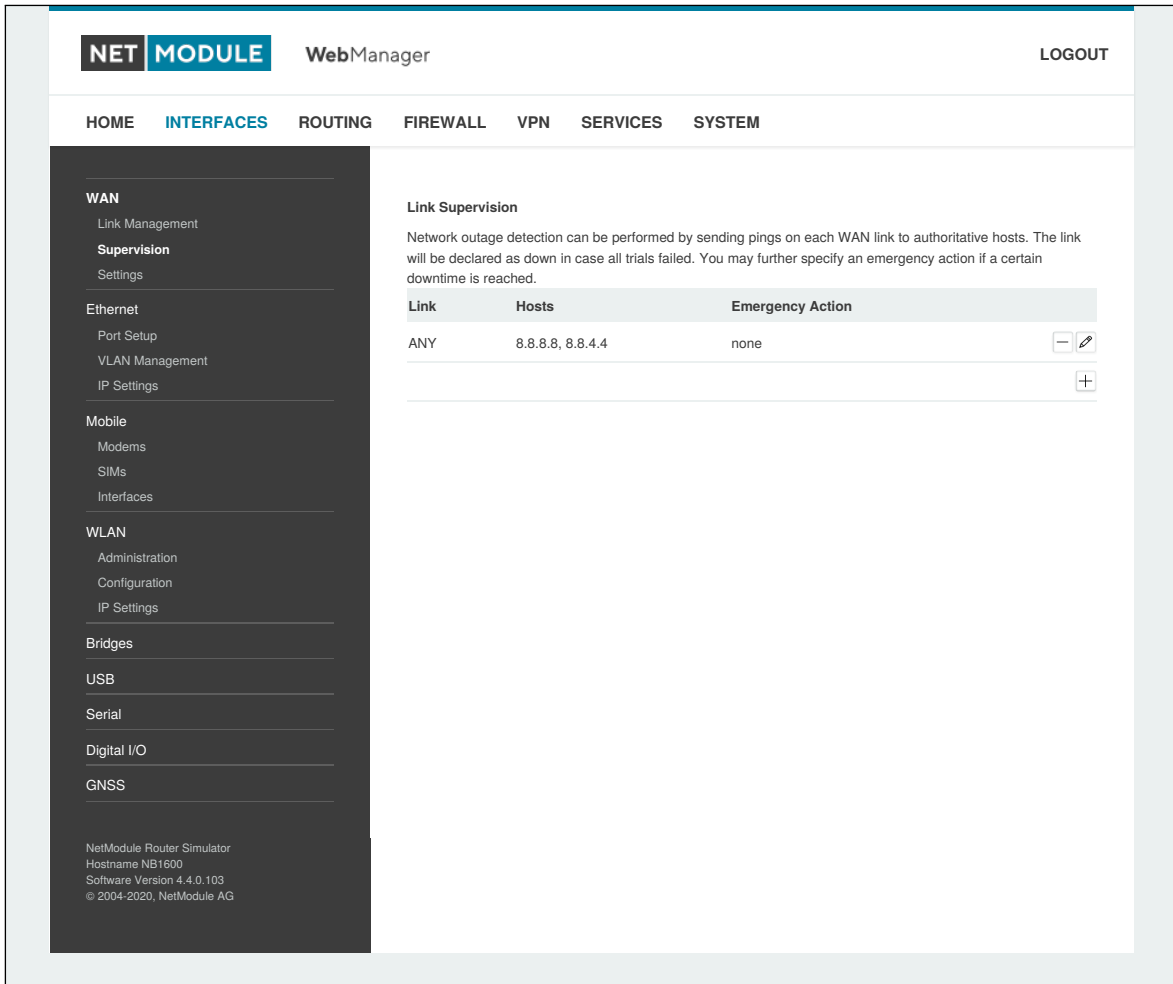 NET MODULE WebManager LOGOUT
HOME INTERFACES ROUTING FIREWALL VPN SERVICES SYSTEM
WAN
Link Management
Supervision
Settings
Ethernet
Port Setup
VLAN Management
IP Settings
Mobile
Modems
SIMs
Interfaces
WLAN
Administration
Configuration
IP Settings
Bridges
USB
Serial
Digital I/O
GNSS
NetModule Router Simulator
Hostname NB1600
Software Version 4.4.0.103
© 2004-2020, NetModule AG
Link Supervision
Network outage detection can be performed by sending pings on each WAN link to authoritative hosts. The link
will be declared as down in case all trials failed. You may further specify an emergency action if a certain
downtime is reached.
Link Hosts Emergency Action
ANY 8.8.8.8, 8.8.4.4 none